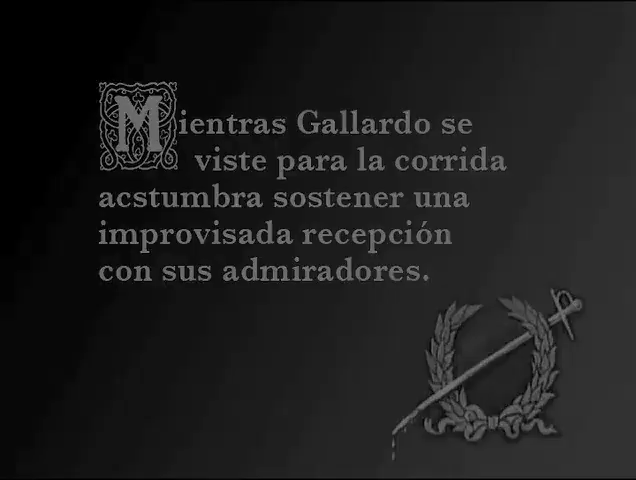 Mientras Gallardo se
viste para la corrida
acstumbra sostener una
improvisada recepción
con sus admiradores.